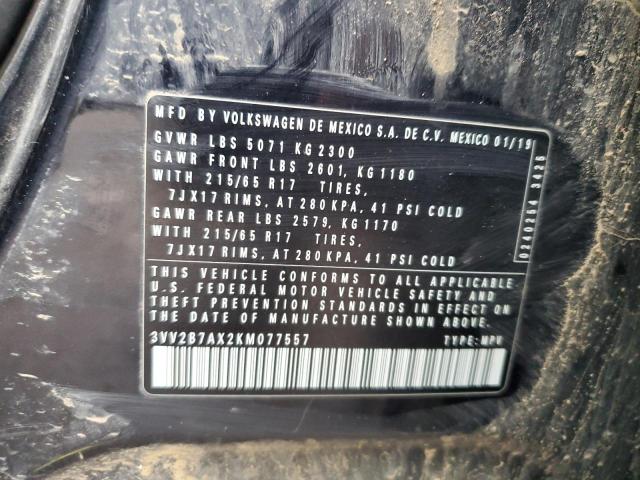 MFD BY VOLKSWAGEN DE MEXICO S.A. DE C.V. MEXICO 01/19
GVWR LBS 5071 KG 2300
GAWR FRONT LBS 2601, KG 1180
WITH 215/65 R17 TIRES,
7JX17 RIMS, AT 280 KPA, 41 PSI COLD
GAWR REAR LBS 2579, KG 1170
WITH 215/65 R17 TIRES,
7JX17 RIMS, AT 280 KPA, 41 PSI COLD
0240254 3426
THIS VEHICLE CONFORMS TO ALL APPLICABLE
U.S. FEDERAL MOTOR VEHICLE SAFETY AND
THEFT PREVENTION STANDARDS IN EFFECT ON
THE DATE OF MANUFACTURE SHOWN ABOVE
3VV2B7AX2KM077557 TYPE: MPV